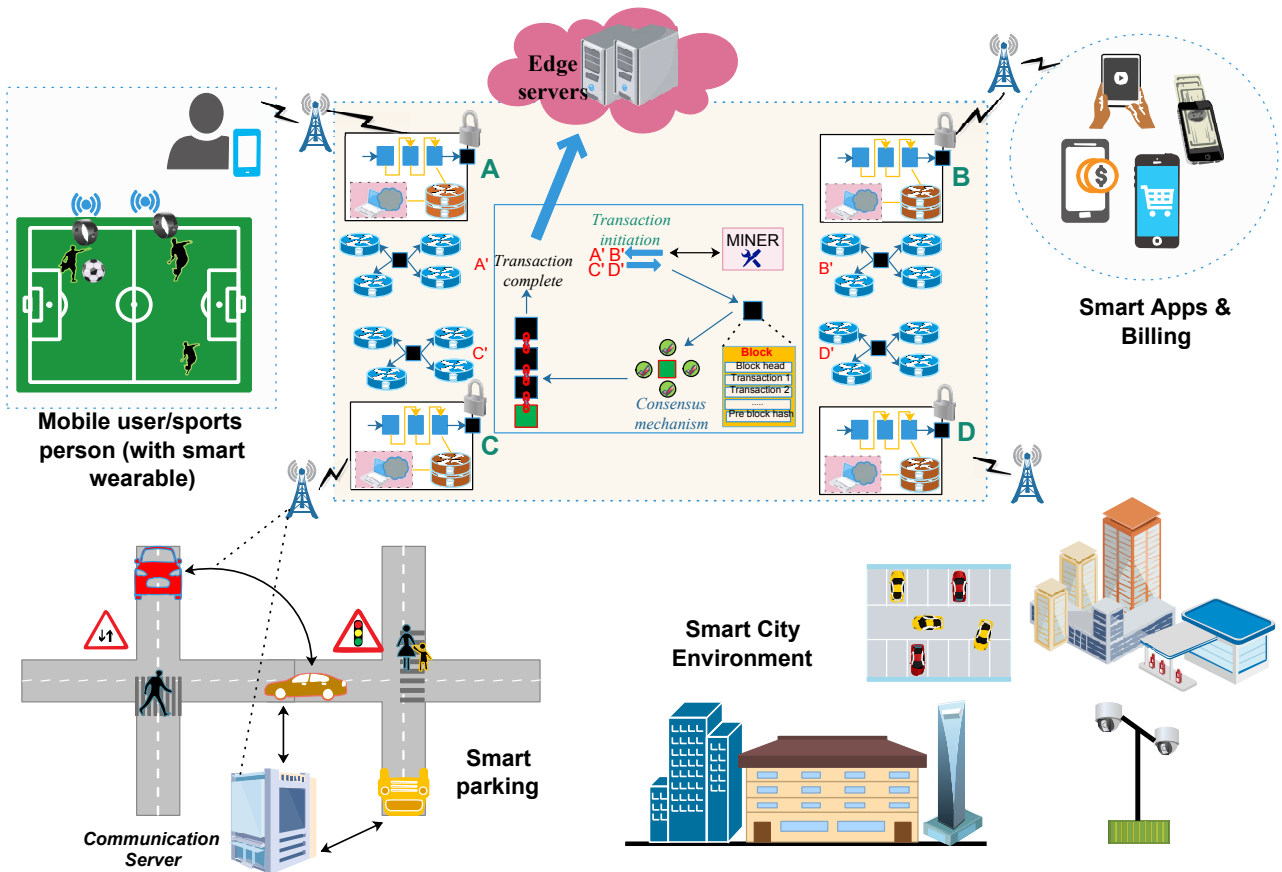 Edge
servers
A
B
Transaction
initiation
A' B'
C' D'
MINER
A'
Transaction
complete
B'
C'
D'
Block
Block head
Transaction 1
Transaction 2
.....
Pre block hash
Consensus
mechanism
C
D
$
Smart Apps &
Billing
Mobile user/sports
person (with smart
wearable)
Smart City
Environment
Smart
parking
Communication
Server